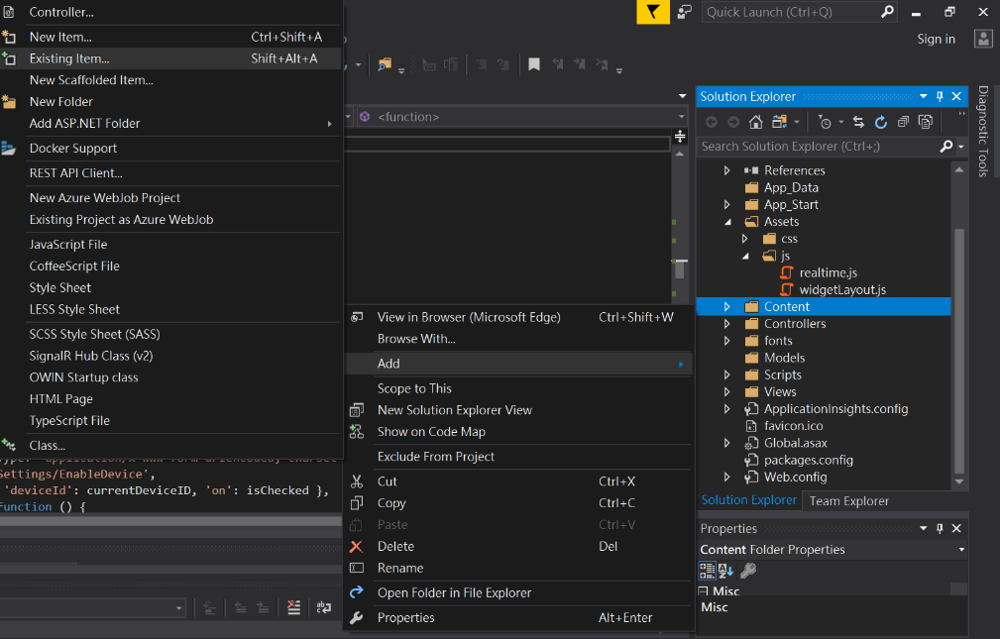 Controller...
New Item... Ctrl+Shift+A
Existing Item... Shift+Alt+A
New Scaffolded Item...
New Folder
Add ASP.NET Folder
Docker Support
REST API Client...
New Azure WebJob Project
Existing Project as Azure WebJob
JavaScript File
CoffeeScript File
Style Sheet
LESS Style Sheet
SCSS Style Sheet (SASS)
SignalR Hub Class (v2)
OWIN Startup class
HTML Page
TypeScript File
Class...
Settings/EnableDevice',
'deviceId': currentDeviceID, 'on': isChecked },
function () {
<function>
View in Browser (Microsoft Edge) Ctrl+Shift+W
Browse With...
Add
Scope to This
New Solution Explorer View
Show on Code Map
Exclude From Project
Cut Ctrl+X
Copy Ctrl+C
Paste Ctrl+V
Delete Del
Rename
Open Folder in File Explorer
Properties Alt+Enter
Quick Launch (Ctrl+Q)
Sign in
Solution Explorer
Search Solution Explorer (Ctrl+;)
References
App_Data
App_Start
Assets
css
js
realtime.js
widgetLayout.js
Content
Controllers
fonts
Models
Scripts
Views
ApplicationInsights.config
favicon.ico
Global.asax
packages.config
Web.config
Solution Explorer Team Explorer
Properties
Content Folder Properties
Misc
Misc
Diagnostic Tools